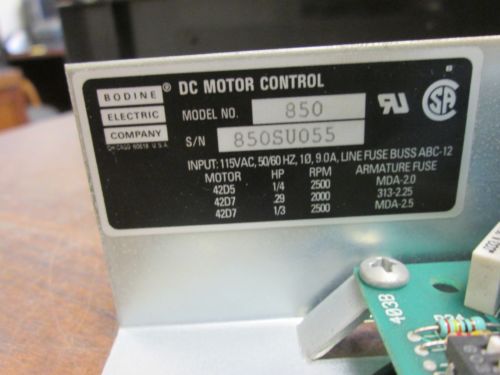 BODINE
ELECTRIC
COMPANY
CHICAGO 60618 U.S.A.
® DC MOTOR CONTROL
MODEL NO. 850
S/N 850SU055
INPUT: 115VAC, 50/60 HZ, 1Ø, 9.0A, LINE FUSE BUSS ABC-12
MOTOR HP RPM ARMATURE FUSE
42D5 1/4 2500 MDA-2.0
42D7 .29 2000 313-2.25
42D7 1/3 2500 MDA-2.5
4038